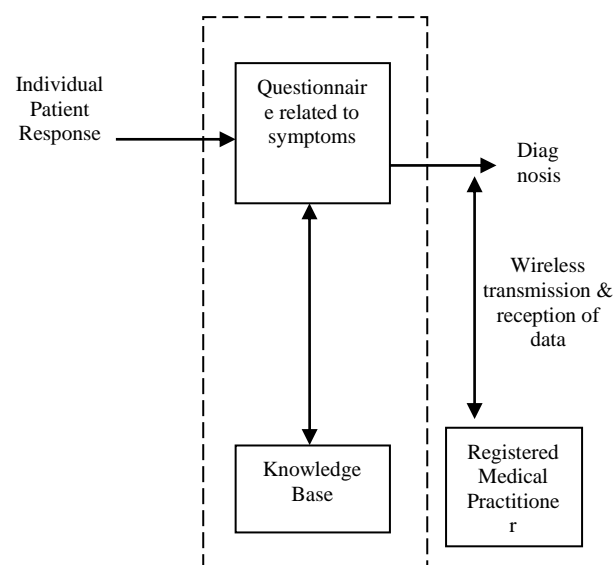 Individual
Patient
Response
Questionnair
e related to
symptoms
Diag
nosis
Wireless
transmission &
reception of
data
Knowledge
Base
Registered
Medical
Practitione
r